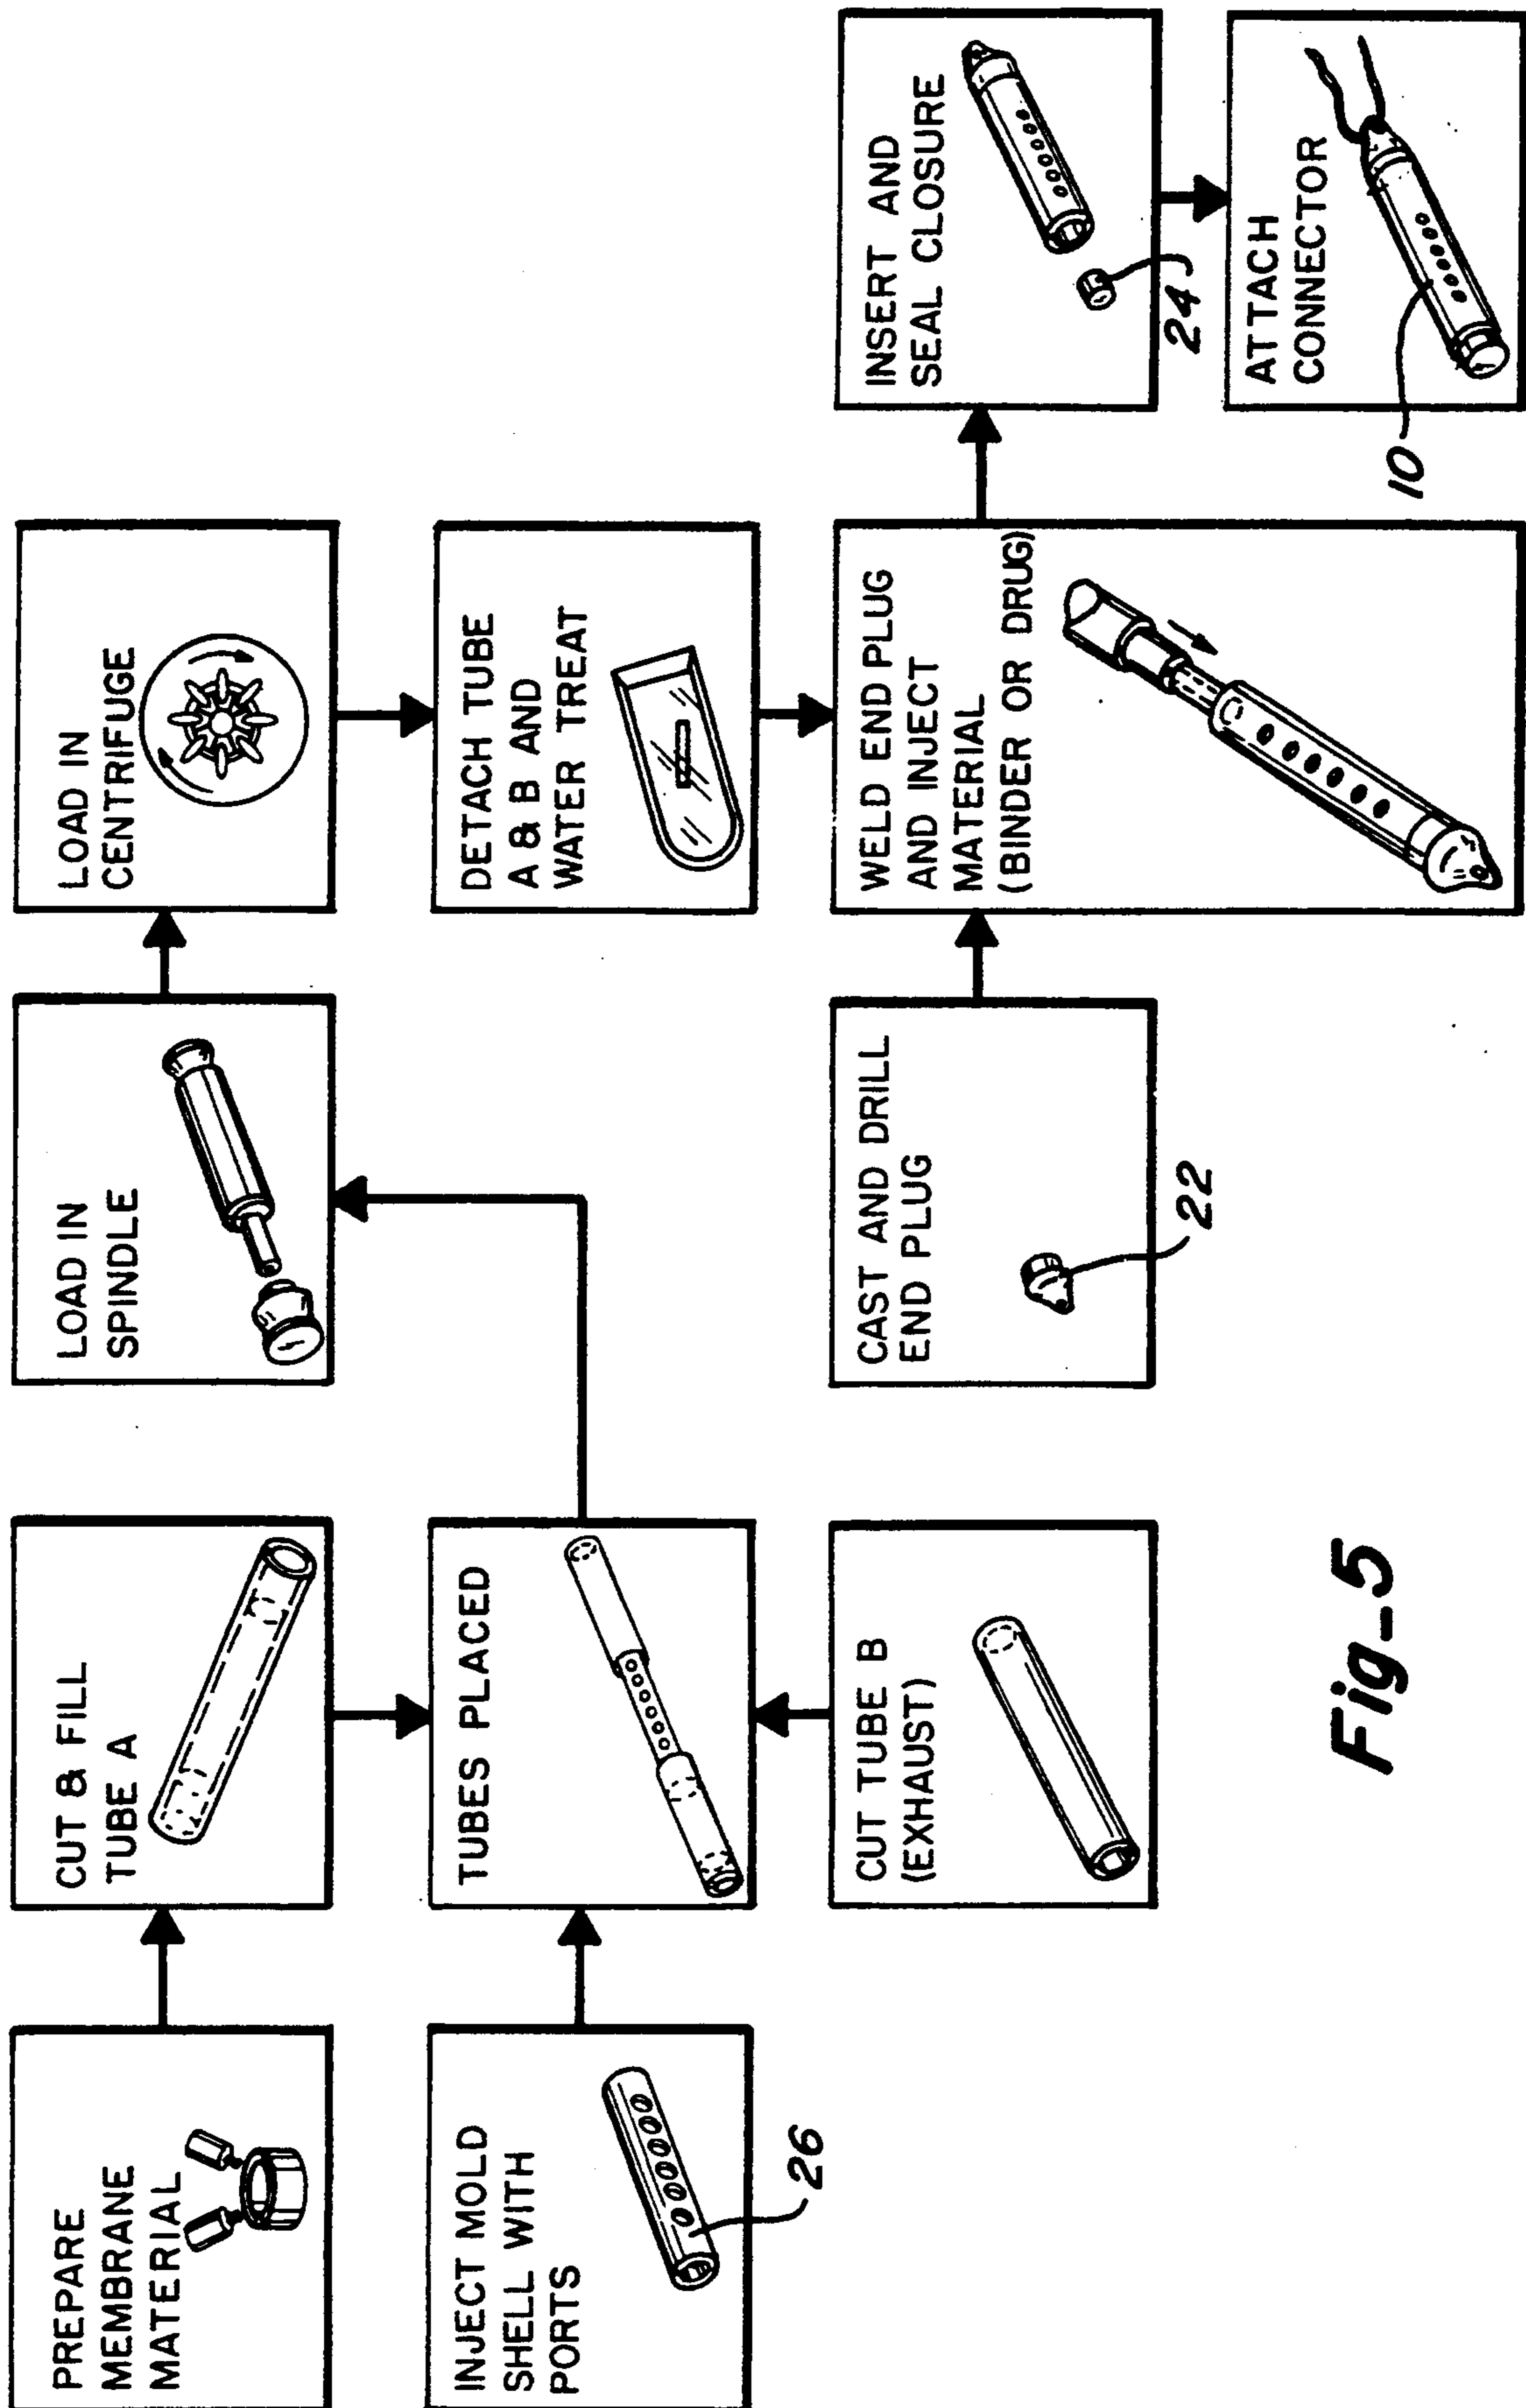 PREPARE
MEMBRANE
MATERIAL
CUT & FILL
TUBE A
LOAD IN
SPINDLE
LOAD IN
CENTRIFUGE
INJECT MOLD
SHELL WITH
PORTS
26
TUBES PLACED
DETACH TUBE
A & B AND
WATER TREAT
CUT TUBE B
(EXHAUST)
CAST AND DRILL
END PLUG
22
WELD END PLUG
AND INJECT
MATERIAL
(BINDER OR DRUG)
INSERT AND
SEAL CLOSURE
24
ATTACH
CONNECTOR
10
Fig-5